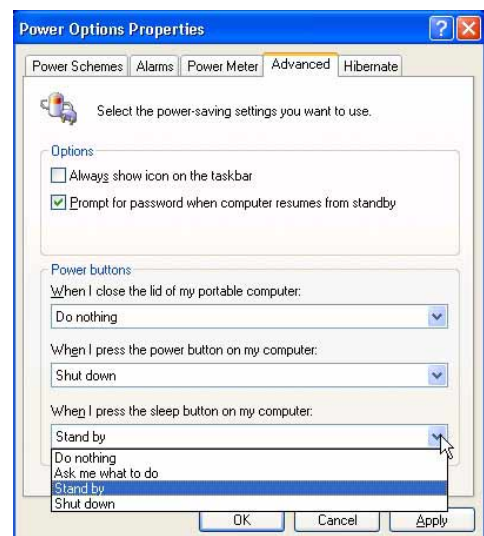 Power Options Properties
Power Schemes Alarms Power Meter Advanced Hibernate
Select the power-saving settings you want to use.
Options
Always show icon on the taskbar
Prompt for password when computer resumes from standby
Power buttons
When I close the lid of my portable computer:
Do nothing
When I press the power button on my computer:
Shut down
When I press the sleep button on my computer:
Stand by
Do nothing
Ask me what to do
Stand by
Shut down
OK Cancel Apply